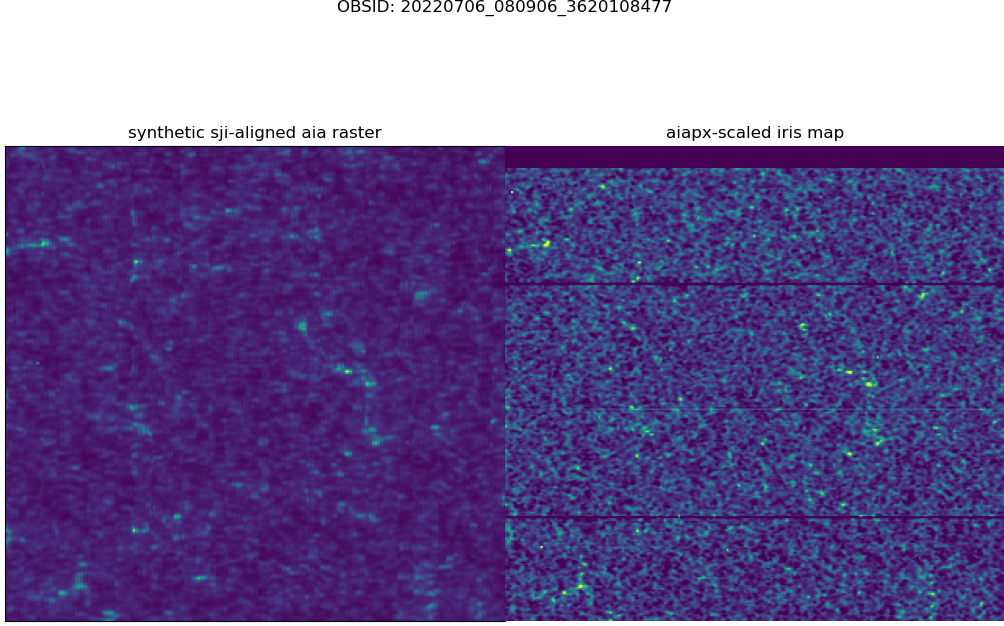 OBSID: 20220706_080906_3620108477
synthetic sji-aligned aia raster
aiapx-scaled iris map